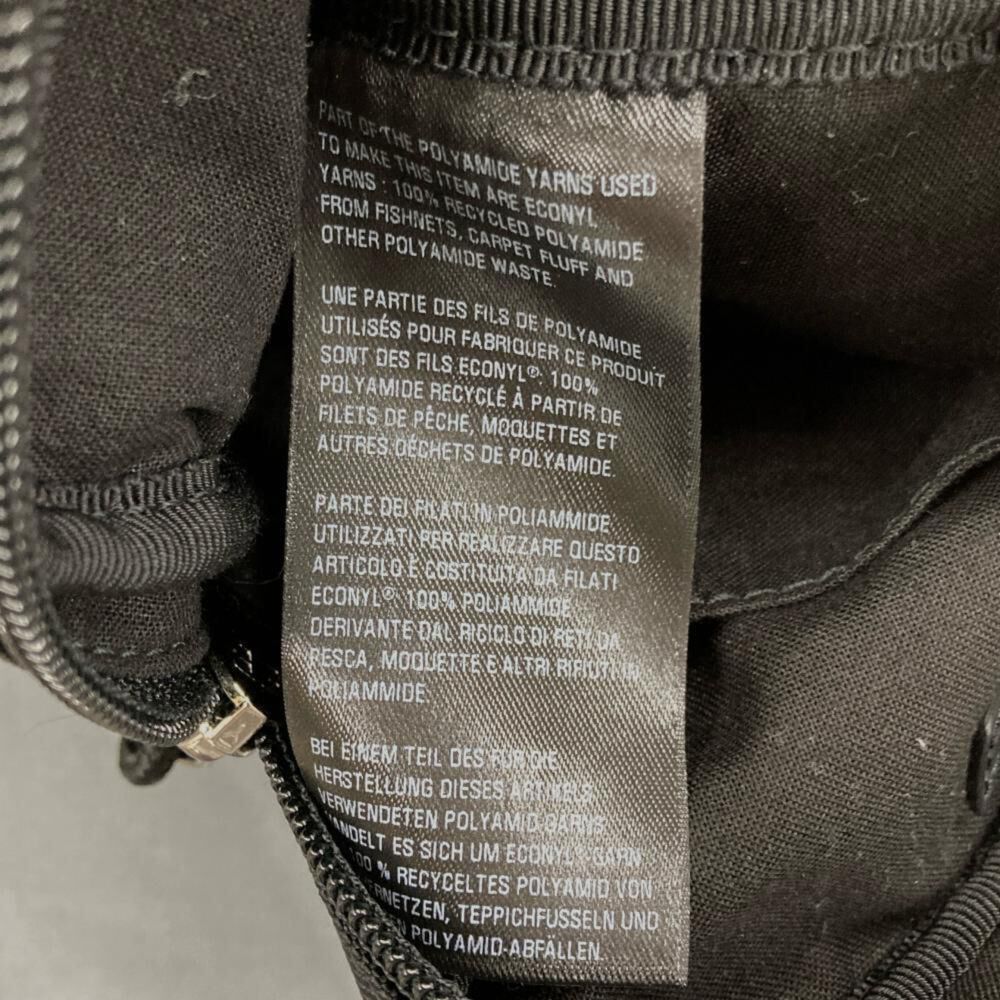 PART OF THE POLYAMIDE YARNS USED
TO MAKE THIS ITEM ARE ECONYL
YARNS : 100% RECYCLED POLYAMIDE
FROM FISHNETS, CARPET FLUFF AND
OTHER POLYAMIDE WASTE.
UNE PARTIE DES FILS DE POLYAMIDE
UTILISÉS POUR FABRIQUER CE PRODUIT
SONT DES FILS ECONYL®: 100%
POLYAMIDE RECYCLÉ À PARTIR DE
FILETS DE PÊCHE, MOQUETTES ET
AUTRES DÉCHETS DE POLYAMIDE.
PARTE DEI FILATI IN POLIAMMIDE
UTILIZZATI PER REALIZZARE QUESTO
ARTICOLO È COSTITUITA DA FILATI
ECONYL®: 100% POLIAMMIDE
DERIVANTE DAL RICICLO DI RETI DA
PESCA, MOQUETTE E ALTRI RIFIUTI IN
POLIAMMIDE.
BEI EINEM TEIL DES FÜR DIE
HERSTELLUNG DIESES ARTIKELS
VERWENDETEN POLYAMID-GARNS
HANDELT ES SICH UM ECONYL®-GARN
100 % RECYCELTES POLYAMID VON
TEPPICHFUSSELN UND
POLYAMID-ABFÄLLEN.